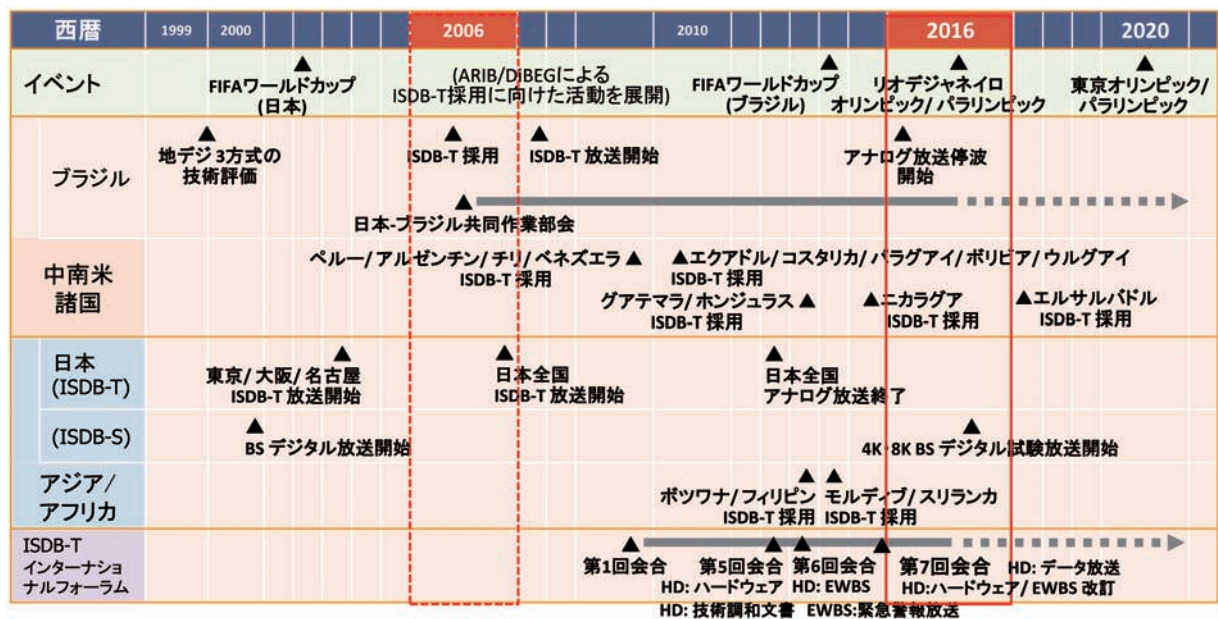 西暦 1999 2000 2006 2010 2016 2020
イベント
▲
FIFAワールドカップ
(日本)
(ARIB/DiBEGによる
ISDB-T採用に向けた活動を展開)
▲
FIFAワールドカップ
(ブラジル)
▲
リオデジャネイロ
オリンピック/ パラリンピック
▲
東京オリンピック/
パラリンピック
ブラジル
▲
地デジ 3方式の
技術評価
▲
ISDB-T 採用
▲
ISDB-T 放送開始
▲
アナログ放送停波
開始
▲
日本-ブラジル共同作業部会
中南米
諸国
ペルー/ アルゼンチン/ チリ/ ベネズエラ ▲
ISDB-T 採用
▲エクアドル/ コスタリカ/ パラグアイ/ ボリビア/ ウルグアイ
ISDB-T 採用
グアテマラ/ ホンジュラス ▲
ISDB-T 採用
▲ニカラグア
ISDB-T 採用
▲エルサルバドル
ISDB-T 採用
日本
(ISDB-T)
▲
東京/ 大阪/ 名古屋
ISDB-T 放送開始
▲
日本全国
ISDB-T 放送開始
▲
日本全国
アナログ放送終了
(ISDB-S)
▲
BS デジタル放送開始
▲
4K・8K BS デジタル試験放送開始
アジア/
アフリカ
▲
ボツワナ/ フィリピン
ISDB-T 採用
▲
モルディブ/ スリランカ
ISDB-T 採用
ISDB-T
インターナショ
ナルフォーラム
▲
第1回会合
▲
第5回会合
HD: ハードウェア
▲
第6回会合
HD: EWBS
▲
第7回会合
HD:ハードウェア/ EWBS 改訂
HD: データ放送
HD: 技術調和文書 EWBS:緊急警報放送